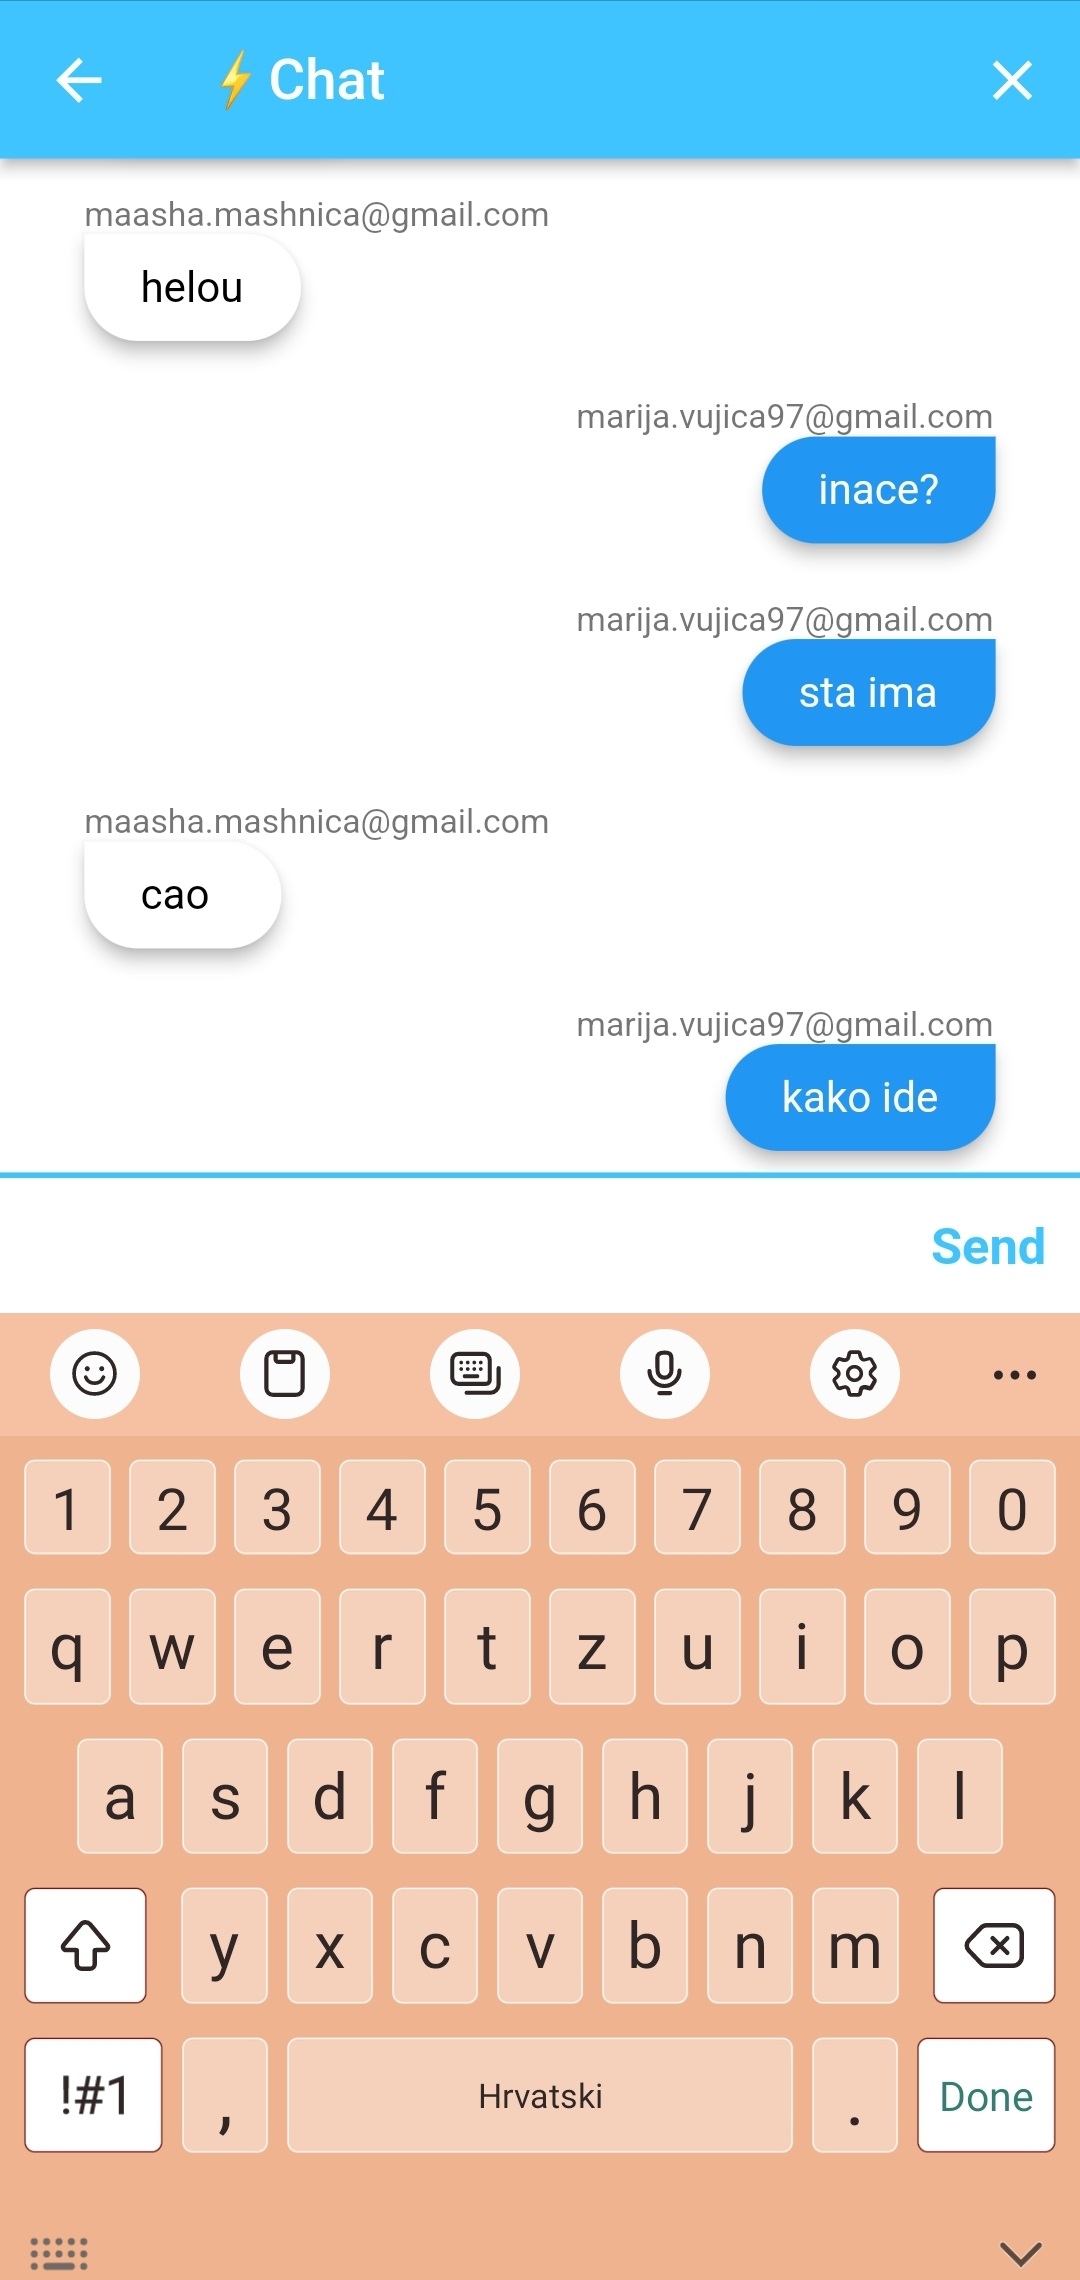 ⚡ Chat
maasha.mashnica@gmail.com
helou
marija.vujica97@gmail.com
inace?
marija.vujica97@gmail.com
sta ima
maasha.mashnica@gmail.com
cao
marija.vujica97@gmail.com
kako ide
Send
1 2 3 4 5 6 7 8 9 0
q w e r t z u i o p
a s d f g h j k l
y x c v b n m
!#1 , Hrvatski . Done